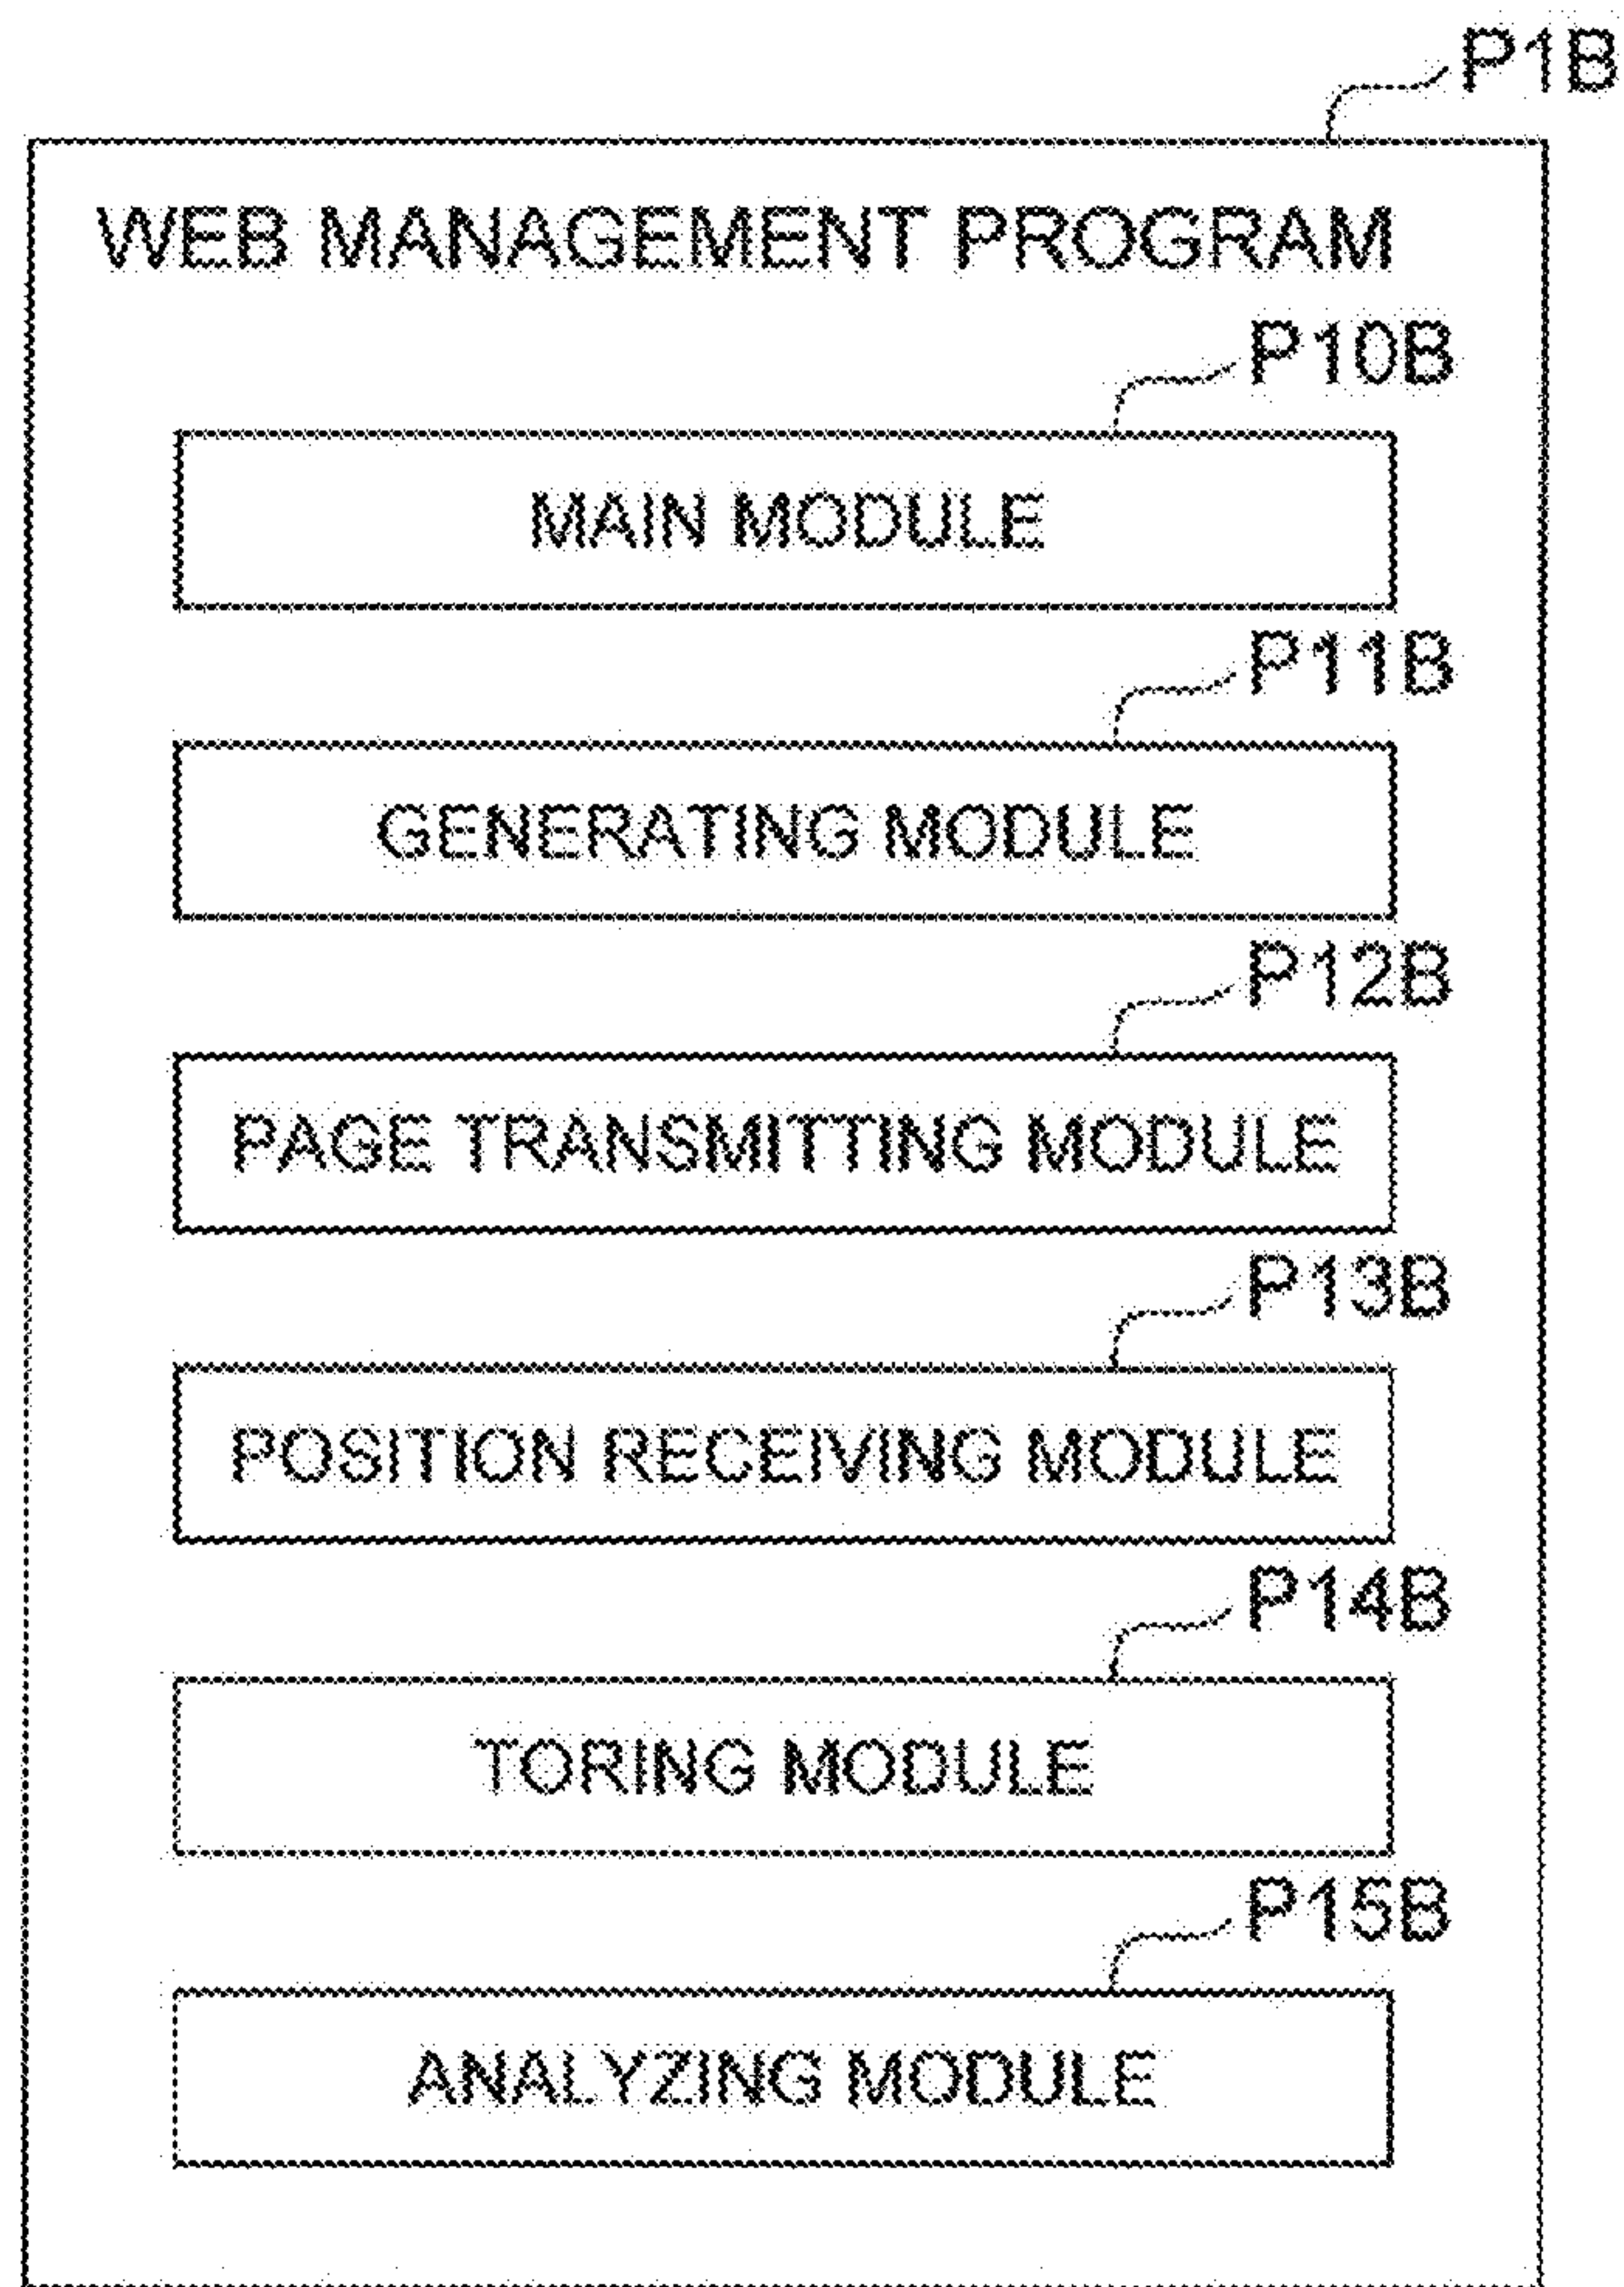 P1B
WEB MANAGEMENT PROGRAM
P10B
MAIN MODULE
P11B
GENERATING MODULE
P12B
PAGE TRANSMITTING MODULE
P13B
POSITION RECEIVING MODULE
P14B
TORING MODULE
P15B
ANALYZING MODULE